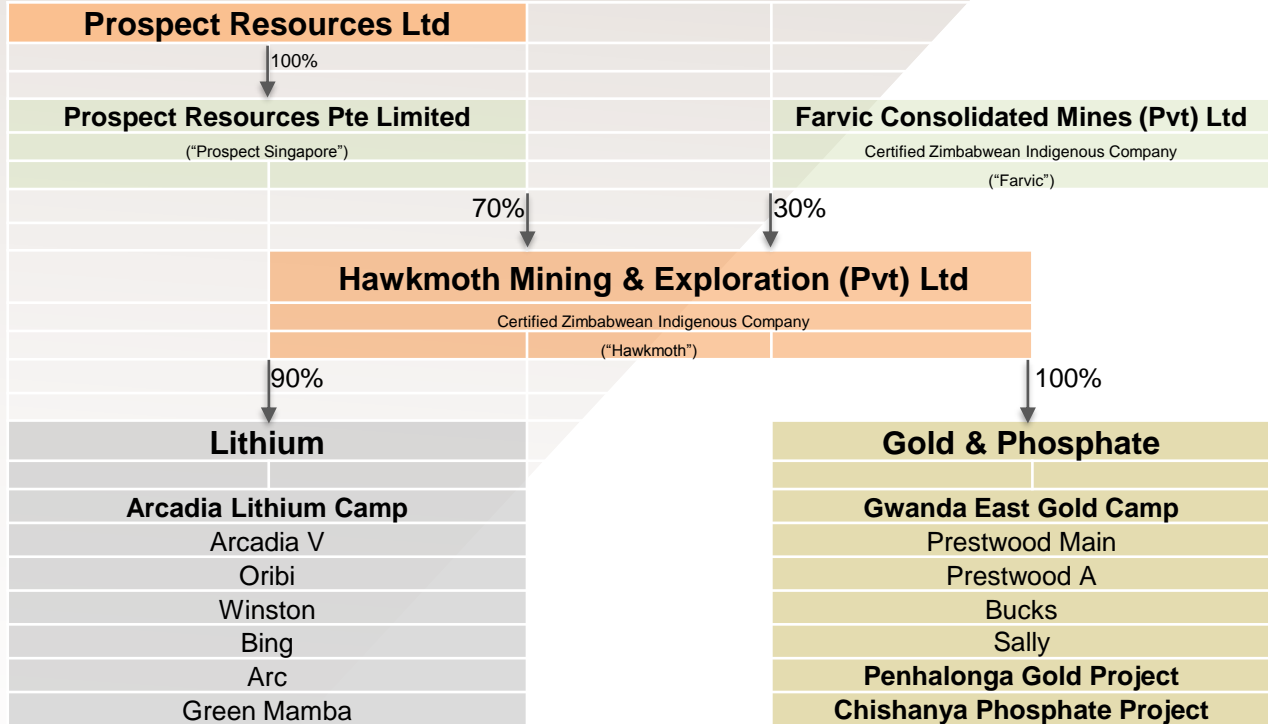 Prospect Resources Ltd
100%
Prospect Resources Pte Limited
(“Prospect Singapore”)
Farvic Consolidated Mines (Pvt) Ltd
Certified Zimbabwean Indigenous Company
(“Farvic”)
70%
30%
Hawkmoth Mining & Exploration (Pvt) Ltd
Certified Zimbabwean Indigenous Company
(“Hawkmoth”)
90%
100%
Lithium
Arcadia Lithium Camp
Arcadia V
Oribi
Winston
Bing
Arc
Green Mamba
Gold & Phosphate
Gwanda East Gold Camp
Prestwood Main
Prestwood A
Bucks
Sally
Penhalonga Gold Project
Chishanya Phosphate Project